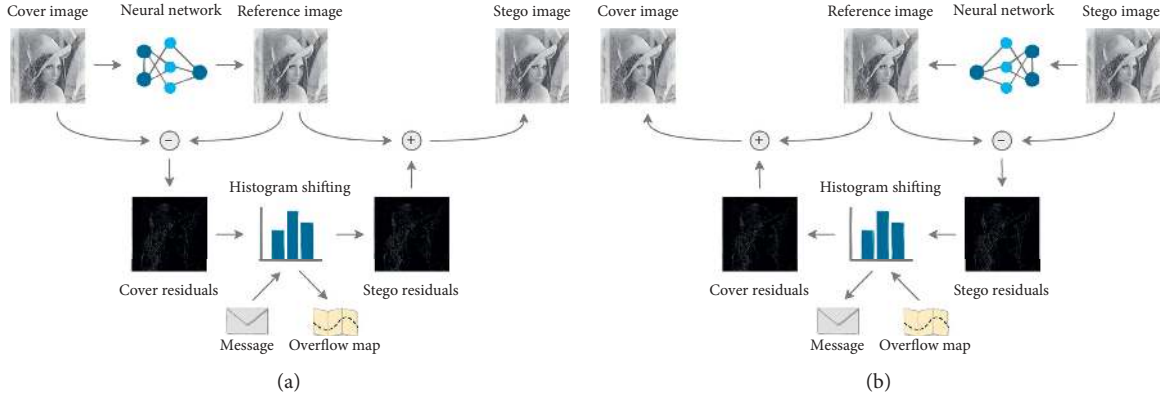 Cover image
Neural network
Reference image
Stego image
−
+
Histogram shifting
Cover residuals
Stego residuals
Message
Overflow map
(a)
Cover image
Reference image
Neural network
Stego image
+
−
Histogram shifting
Cover residuals
Stego residuals
Message
Overflow map
(b)